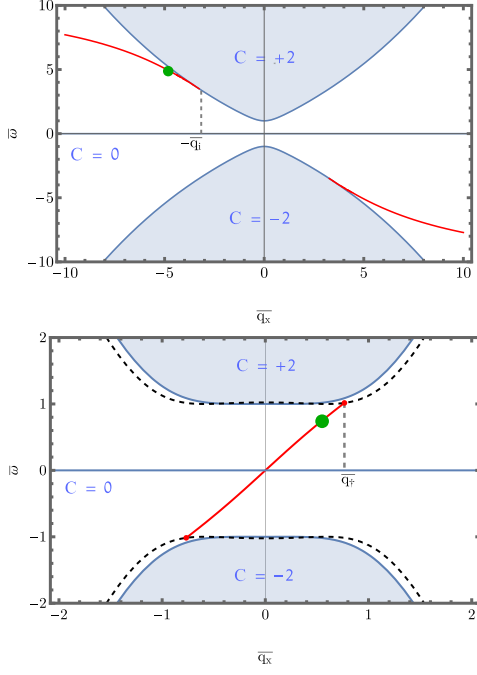 10
C = +2
5
ω̅
0
−q̅ᵢ
C = 0
−5
C = −2
−10
−10 −5 0 5 10
q̅ₓ
2
C = +2
1
ω̅
0
q̅†
C = 0
−1
C = −2
−2
−2 −1 0 1 2
q̅ₓ